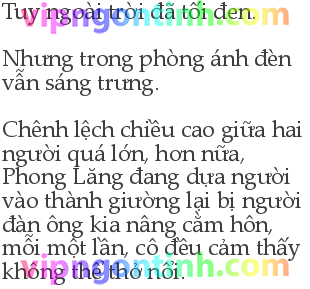 Tuy ngoài trời đã tối đen.
vipngontinh.com
Nhưng trong phòng ánh đèn
vẫn sáng trưng.
Chênh lệch chiều cao giữa hai
người quá lớn, hơn nữa,
Phong Lăng đang dựa người
vào thành giường lại bị người
đàn ông kia nâng cằm hôn,
mỗi một lần, cô đều cảm thấy
không thể thở nổi.
vipngontinh.com